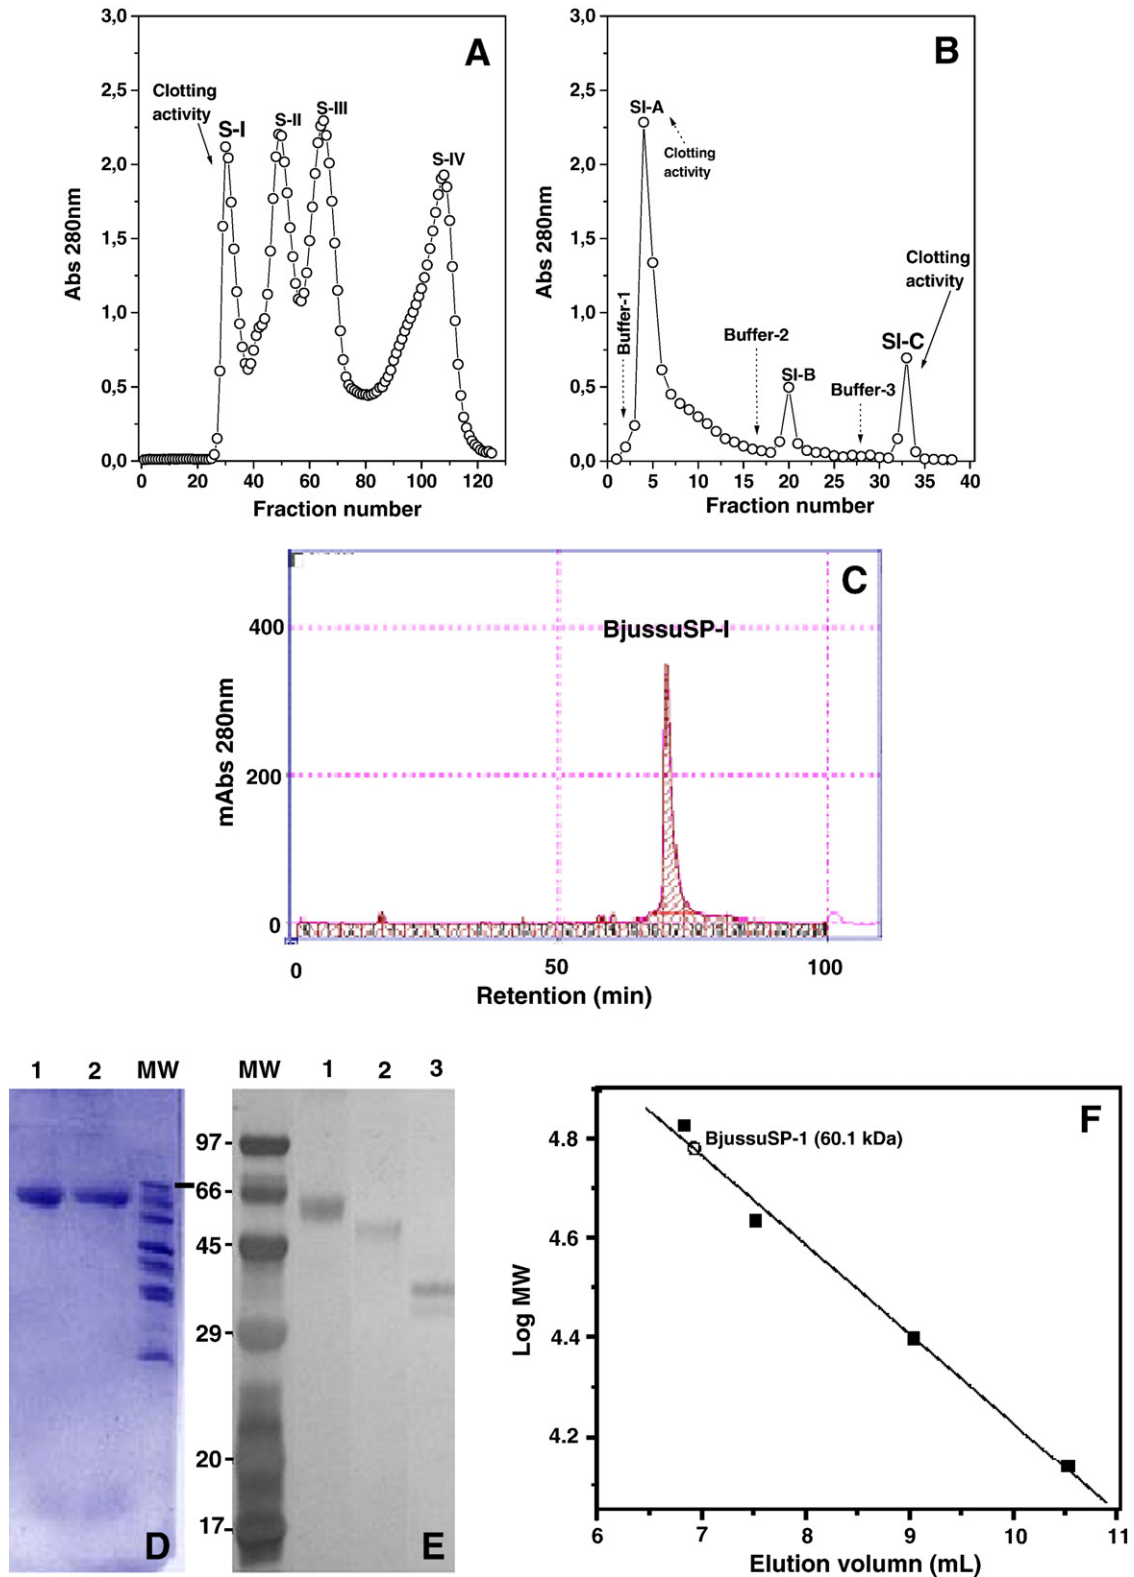 A
3,0
2,5
2,0
1,5
1,0
0,5
0,0
Abs 280nm
Clotting
activity
S-I
S-II
S-III
S-IV
0
20
40
60
80
100
120
Fraction number
B
3,0
2,5
2,0
1,5
1,0
0,5
0,0
Abs 280nm
SI-A
Clotting
activity
Buffer-1
Buffer-2
SI-B
Buffer-3
SI-C
Clotting
activity
0
5
10
15
20
25
30
35
40
Fraction number
C
BjussuSP-I
400
200
0
mAbs 280nm
0
50
100
Retention (min)
1 2 MW
D
MW 1 2 3
97
66
45
29
20
17
E
F
BjussuSP-1 (60.1 kDa)
4.8
4.6
4.4
4.2
Log MW
6
7
8
9
10
11
Elution volumn (mL)